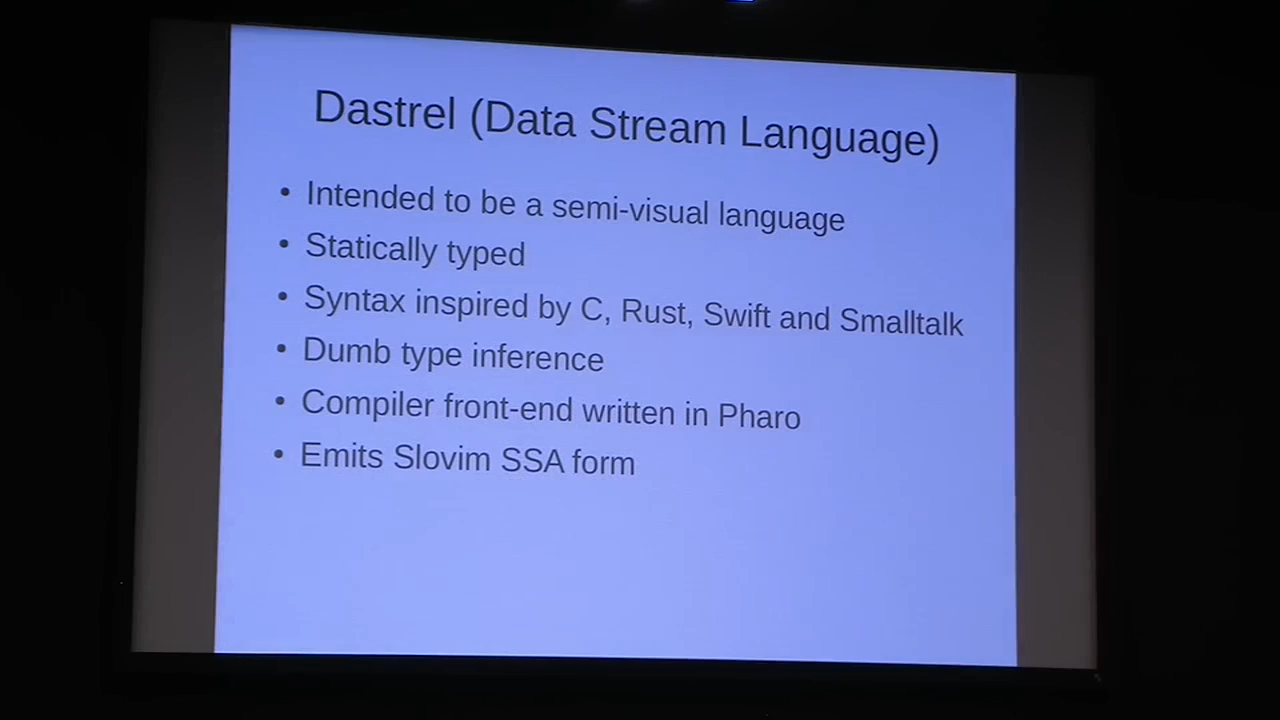 Dastrel (Data Stream Language)
• Intended to be a semi-visual language
• Statically typed
• Syntax inspired by C, Rust, Swift and Smalltalk
• Dumb type inference
• Compiler front-end written in Pharo
• Emits Slovim SSA form